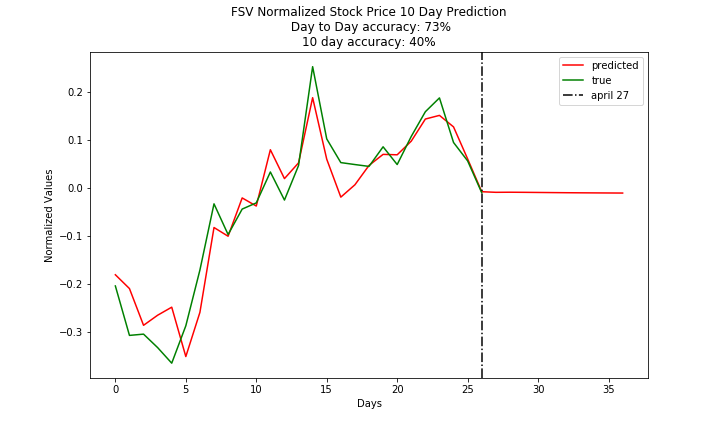 FSV Normalized Stock Price 10 Day Prediction
Day to Day accuracy: 73%
10 day accuracy: 40%
predicted
true
april 27
Normalized Values
0.2
0.1
0.0
−0.1
−0.2
−0.3
0 5 10 15 20 25 30 35
Days